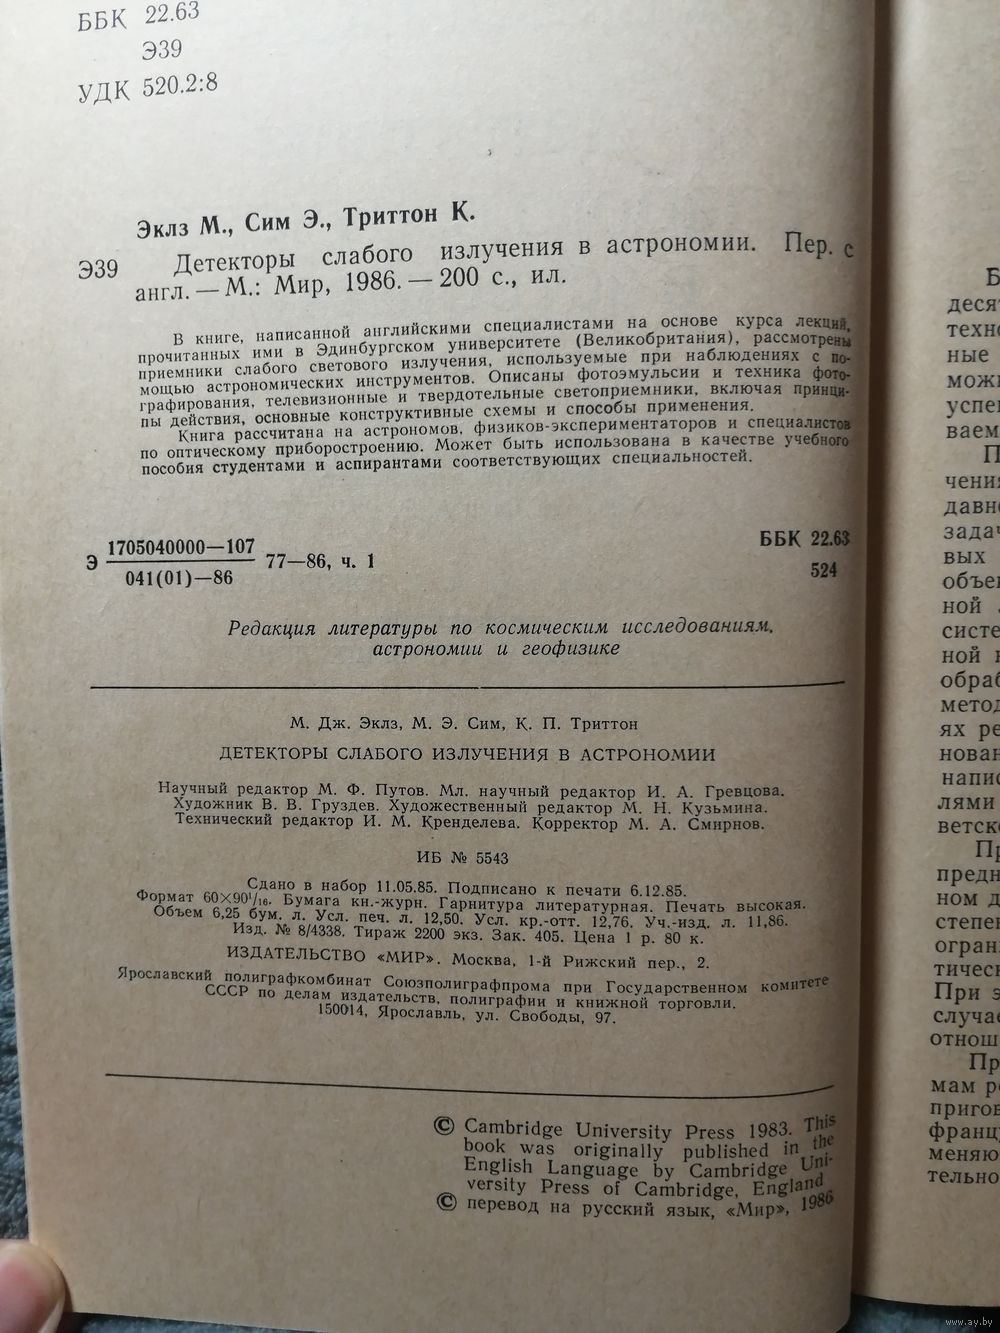 ББК 22.63
Э39
УДК 520.2:8
Эклз М., Сим Э., Триттон К.
Э39 Детекторы слабого излучения в астрономии. Пер. с
англ. — М.: Мир, 1986. — 200 с., ил.
В книге, написанной английскими специалистами на основе курса лекций,
прочитанных ими в Эдинбургском университете (Великобритания), рассмотрены
приемники слабого светового излучения, используемые при наблюдениях с по-
мощью астрономических инструментов. Описаны фотоэмульсии и техника фото-
графирования, телевизионные и твердотельные светоприемники, включая принци-
пы действия, основные конструктивные схемы и способы применения.
Книга рассчитана на астрономов, физиков-экспериментаторов и специалистов
по оптическому приборостроению. Может быть использована в качестве учебного
пособия студентами и аспирантами соответствующих специальностей.
Э 1705040000—107
041(01)—86
77—86, ч. 1
ББК 22.63
524
Редакция литературы по космическим исследованиям,
астрономии и геофизике
М. Дж. Эклз, М. Э. Сим, К. П. Триттон
ДЕТЕКТОРЫ СЛАБОГО ИЗЛУЧЕНИЯ В АСТРОНОМИИ
Научный редактор М. Ф. Путов. Мл. научный редактор И. А. Гревцова.
Художник В. В. Груздев. Художественный редактор М. Н. Кузьмина.
Технический редактор И. М. Кренделева. Корректор М. А. Смирнов.
ИБ № 5543
Сдано в набор 11.05.85. Подписано к печати 6.12.85.
Формат 60×90¹/₁₆. Бумага кн.-журн. Гарнитура литературная. Печать высокая.
Объем 6,25 бум. л. Усл. печ. л. 12,50. Усл. кр.-отт. 12,76. Уч.-изд. л. 11,86.
Изд. № 8/4338. Тираж 2200 экз. Зак. 405. Цена 1 р. 80 к.
ИЗДАТЕЛЬСТВО «МИР». Москва, 1-й Рижский пер., 2.
Ярославский полиграфкомбинат Союзполиграфпрома при Государственном комитете
СССР по делам издательств, полиграфии и книжной торговли.
150014, Ярославль, ул. Свободы, 97.
© Cambridge University Press 1983. This
book was originally published in the
English Language by Cambridge Uni-
versity Press of Cambridge, England
© перевод на русский язык, «Мир», 1986
www.ay.by